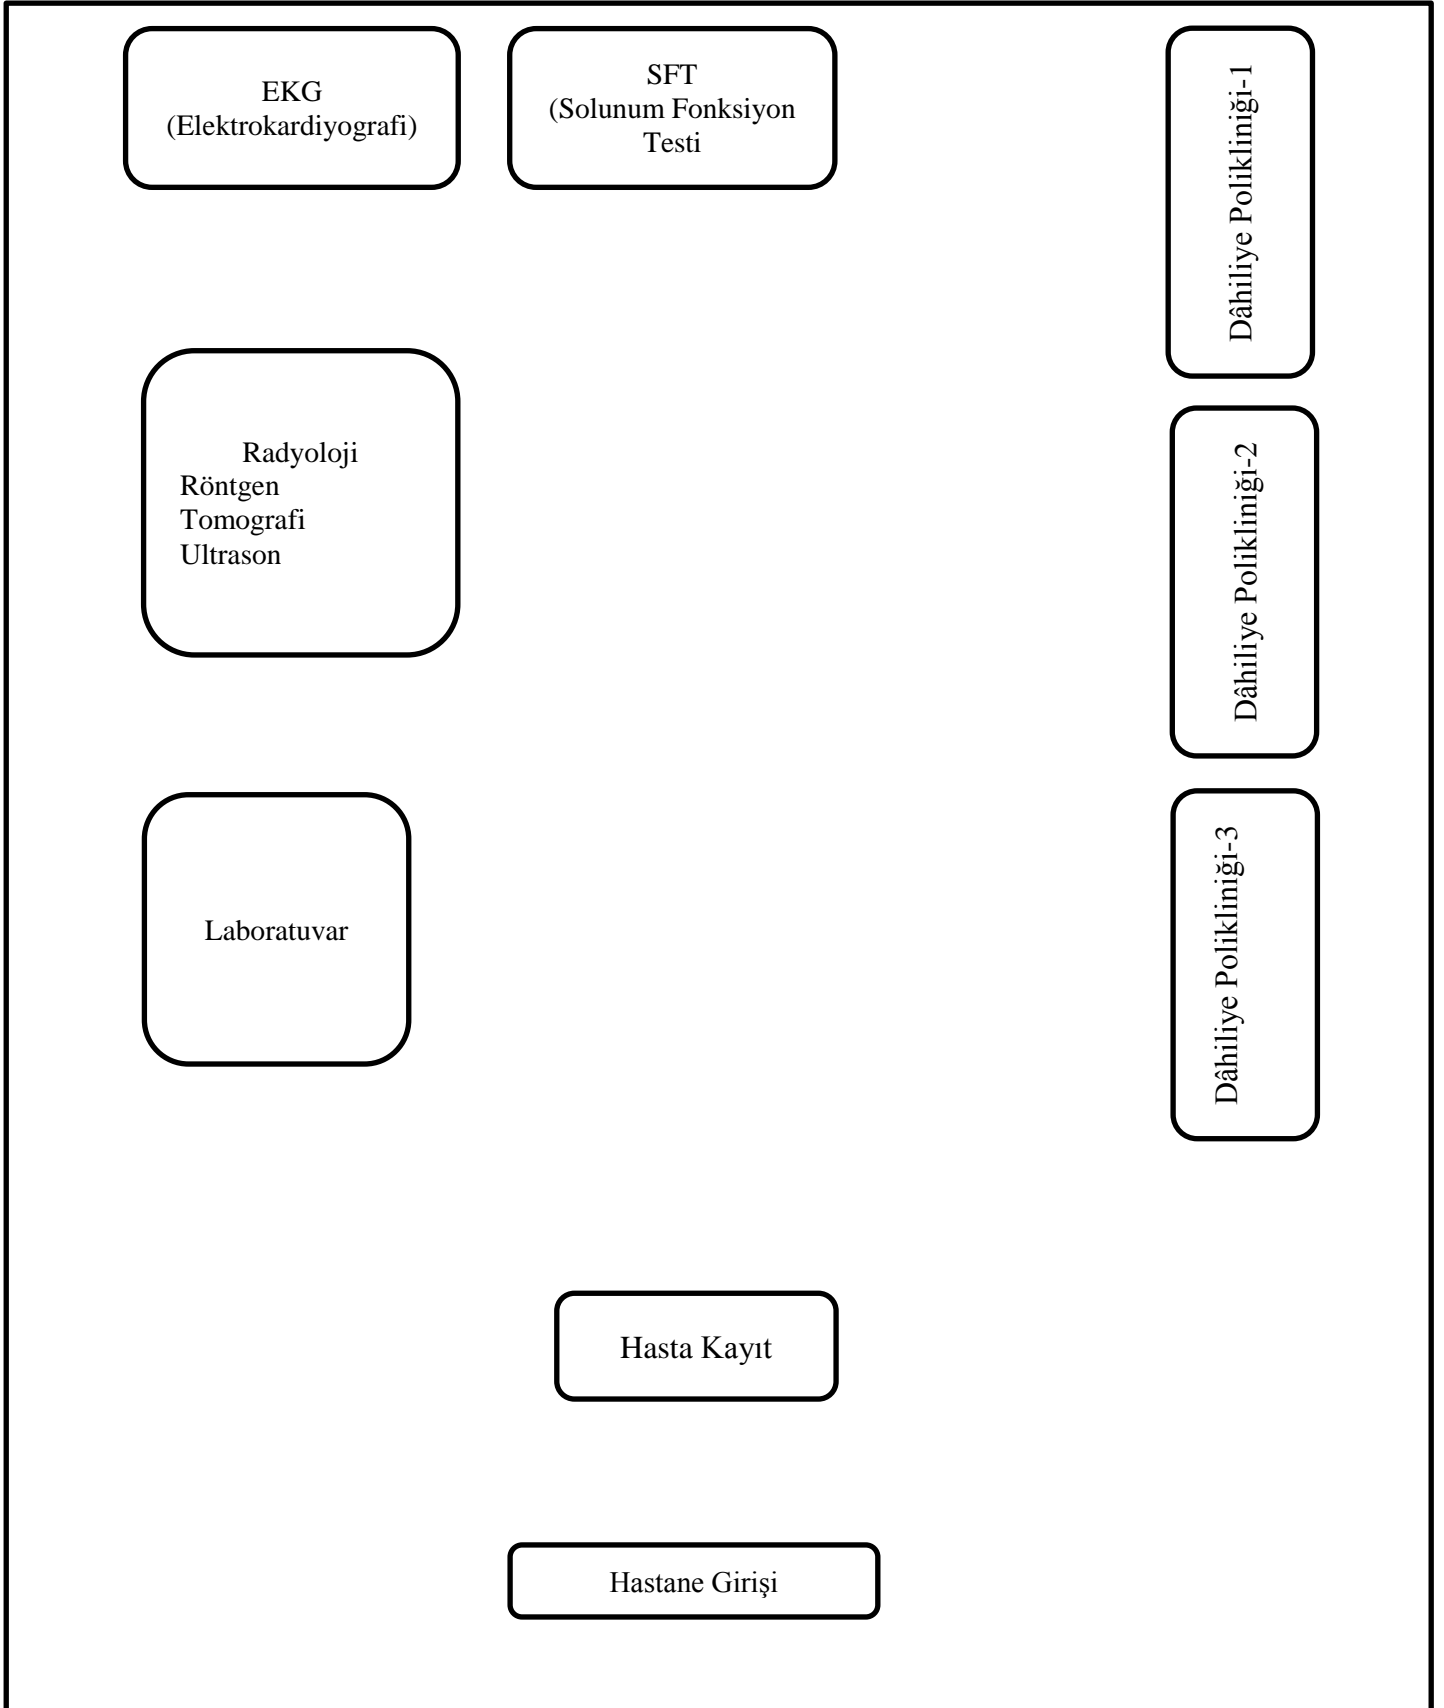 EKG
(Elektrokardiyografi)
SFT
(Solunum Fonksiyon
Testi
Dâhiliye Polikliniği-1
Radyoloji
Röntgen
Tomografi
Ultrason
Dâhiliye Polikliniği-2
Laboratuvar
Dâhiliye Polikliniği-3
Hasta Kayıt
Hastane Girişi